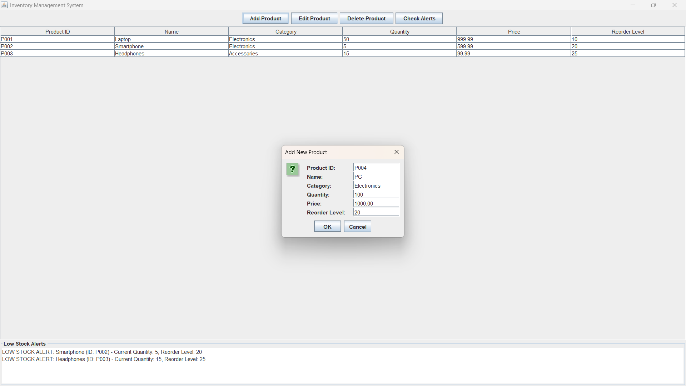 Inventory Management System
Add Product Edit Product Delete Product Check Alerts
Product ID Name Category Quantity Price Reorder Level
P001 Laptop Electronics 50 999.99 10
P002 Smartphone Electronics 5 599.99 20
P003 Headphones Accessories 15 99.99 25
Add New Product
?
Product ID: P004
Name: PC
Category: Electronics
Quantity: 100
Price: 1000.00
Reorder Level: 20
OK Cancel
Low Stock Alerts
LOW STOCK ALERT: Smartphone (ID: P002) - Current Quantity: 5, Reorder Level: 20
LOW STOCK ALERT: Headphones (ID: P003) - Current Quantity: 15, Reorder Level: 25